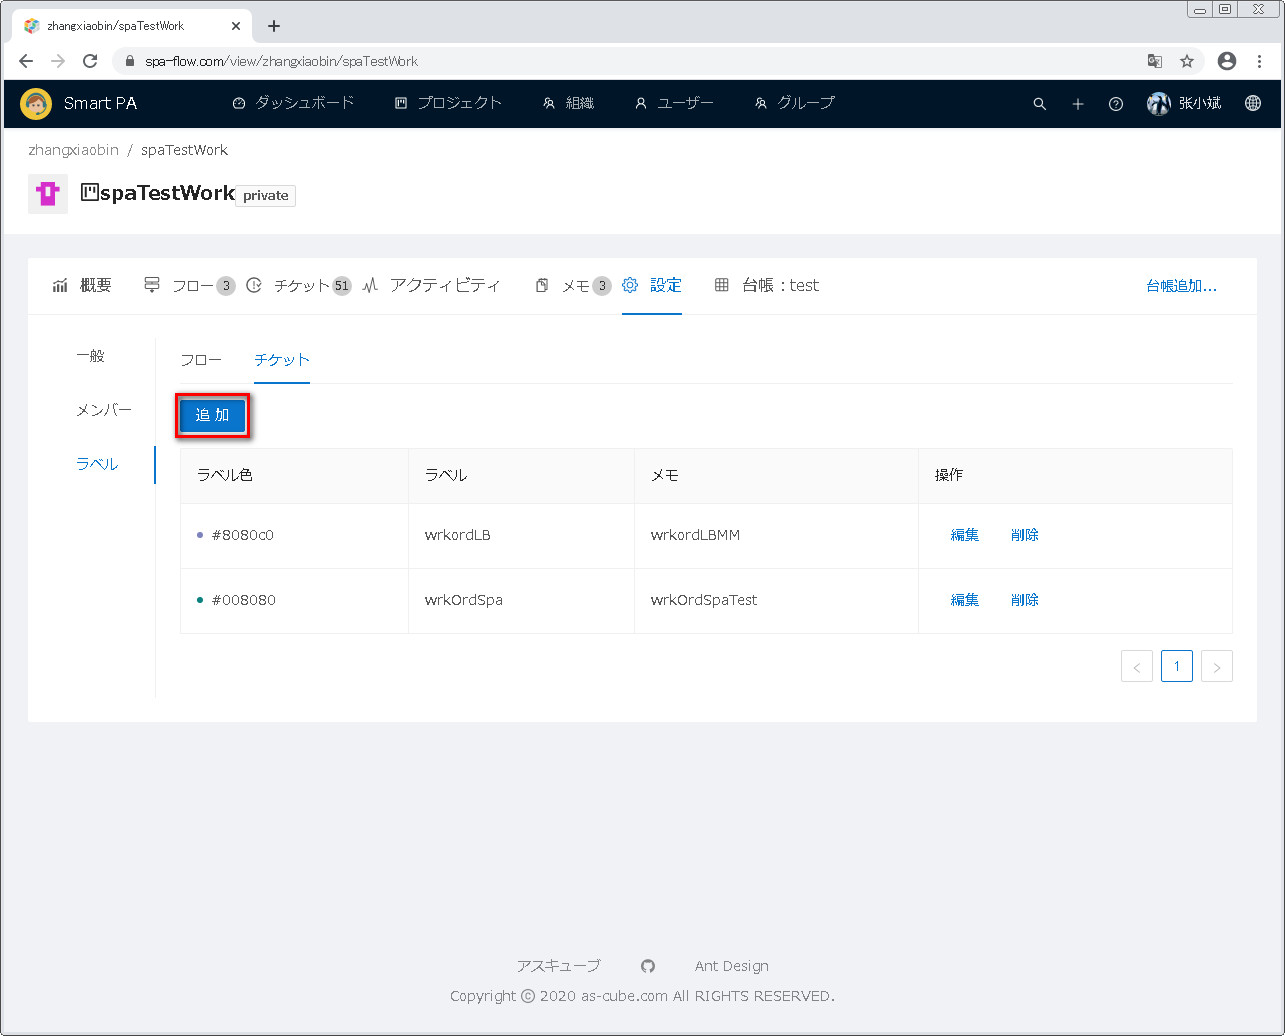 zhangxiaobin/spaTestWork
spa-flow.com/view/zhangxiaobin/spaTestWork
Smart PA ダッシュボード プロジェクト 組織 ユーザー グループ 张小斌
zhangxiaobin / spaTestWork
spaTestWork private
概要 フロー 3 チケット 51 アクティビティ メモ 3 設定 台帳：test 台帳追加...
一般
メンバー
ラベル
フロー チケット
追 加
ラベル色 ラベル メモ 操作
#8080c0 wrkordLB wrkordLBMM 編集 削除
#008080 wrkOrdSpa wrkOrdSpaTest 編集 削除
< 1 >
アスキューブ Ant Design
Copyright © 2020 as-cube.com All RIGHTS RESERVED.